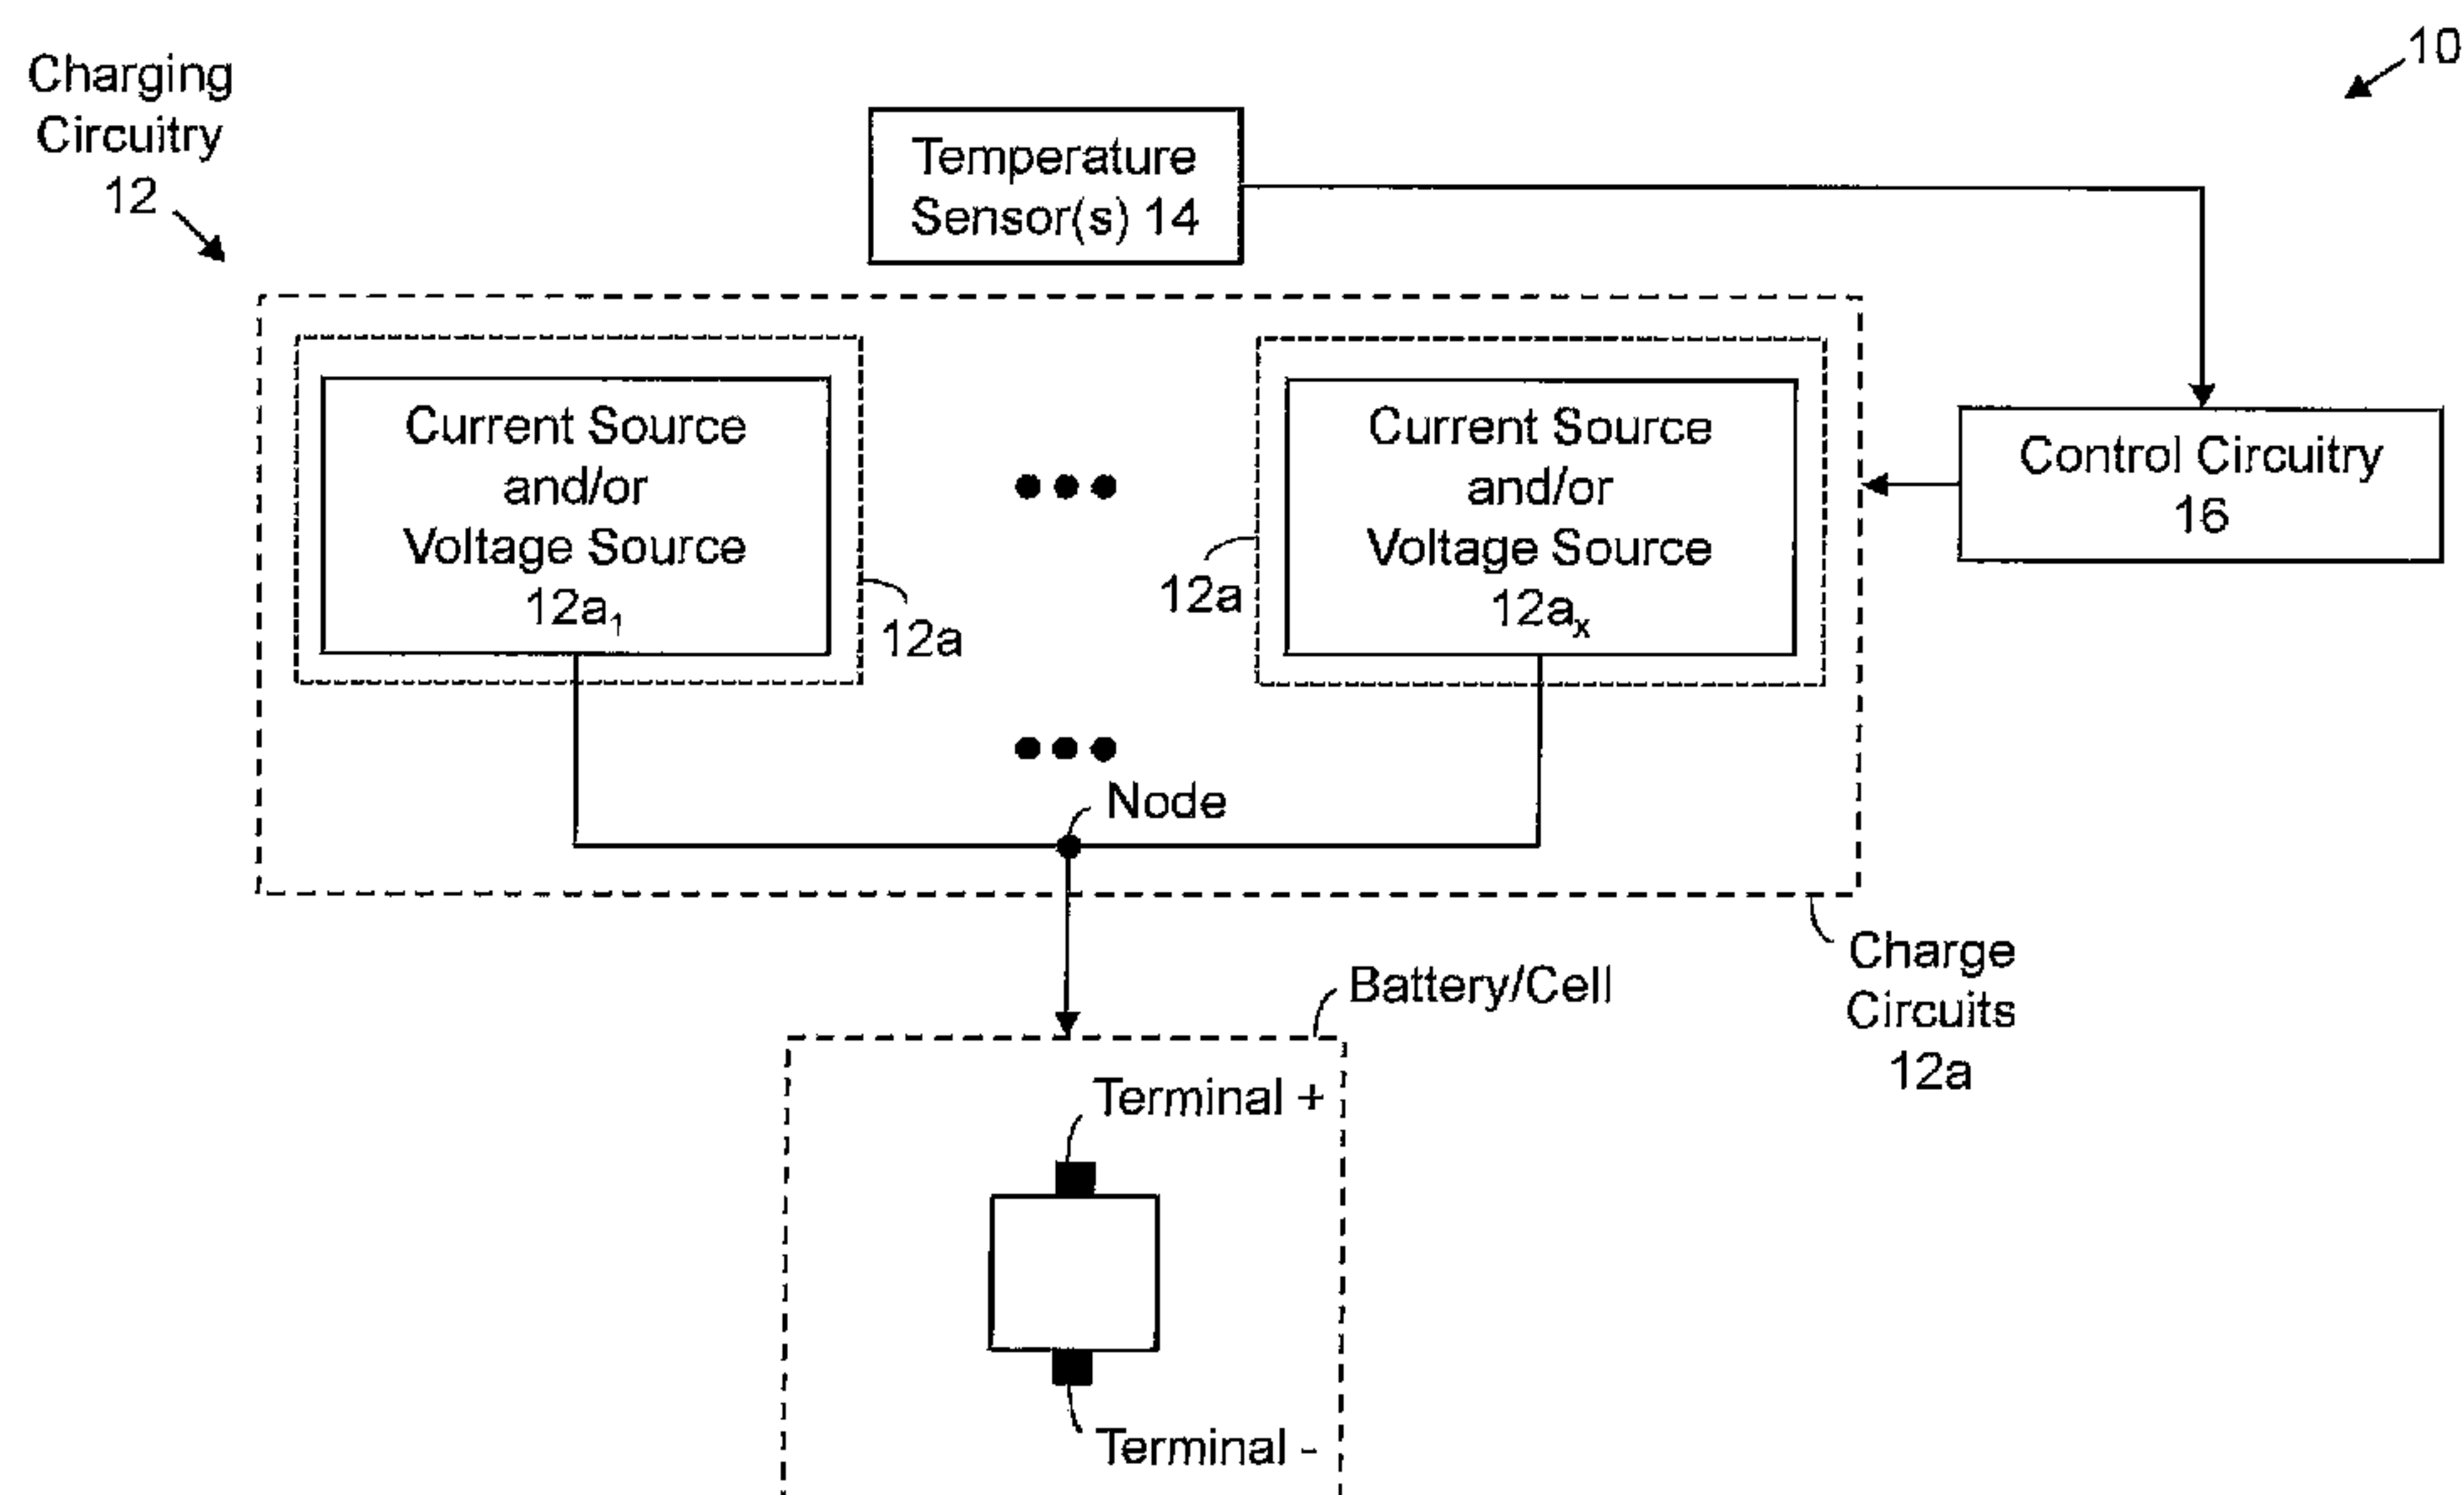 10
Charging
Circuitry
12
Temperature
Sensor(s) 14
Current Source
and/or
Voltage Source
12a₁
12a
Current Source
and/or
Voltage Source
12aₓ
12a
Control Circuitry
16
Node
Charge
Circuits
12a
Battery/Cell
Terminal +
Terminal -